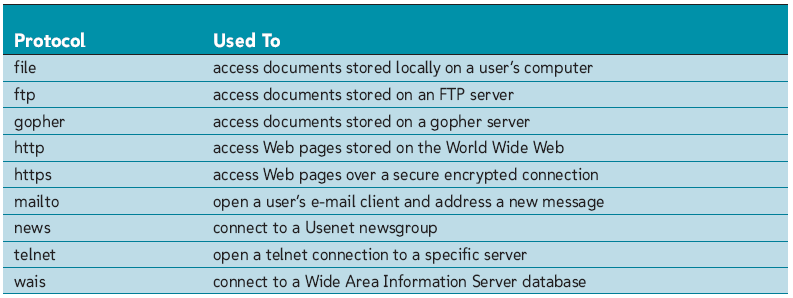 Protocol Used To
file access documents stored locally on a user's computer
ftp access documents stored on an FTP server
gopher access documents stored on a gopher server
http access Web pages stored on the World Wide Web
https access Web pages over a secure encrypted connection
mailto open a user's e-mail client and address a new message
news connect to a Usenet newsgroup
telnet open a telnet connection to a specific server
wais connect to a Wide Area Information Server database